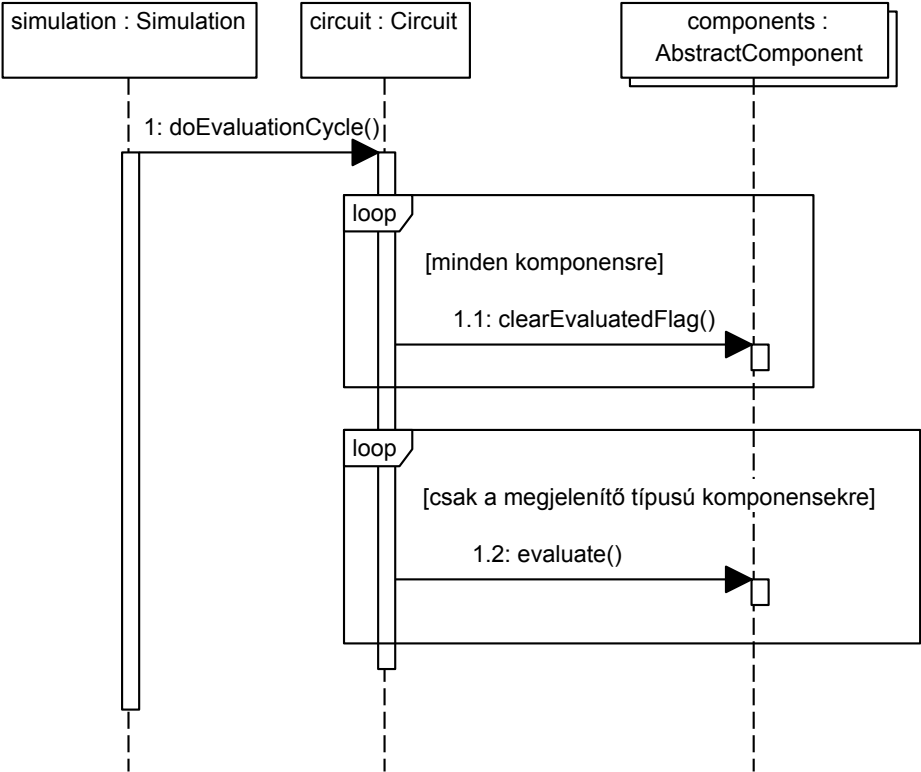 simulation : Simulation
circuit : Circuit
components :
AbstractComponent
1: doEvaluationCycle()
loop
[minden komponensre]
1.1: clearEvaluatedFlag()
loop
[csak a megjelenítő típusú komponensekre]
1.2: evaluate()